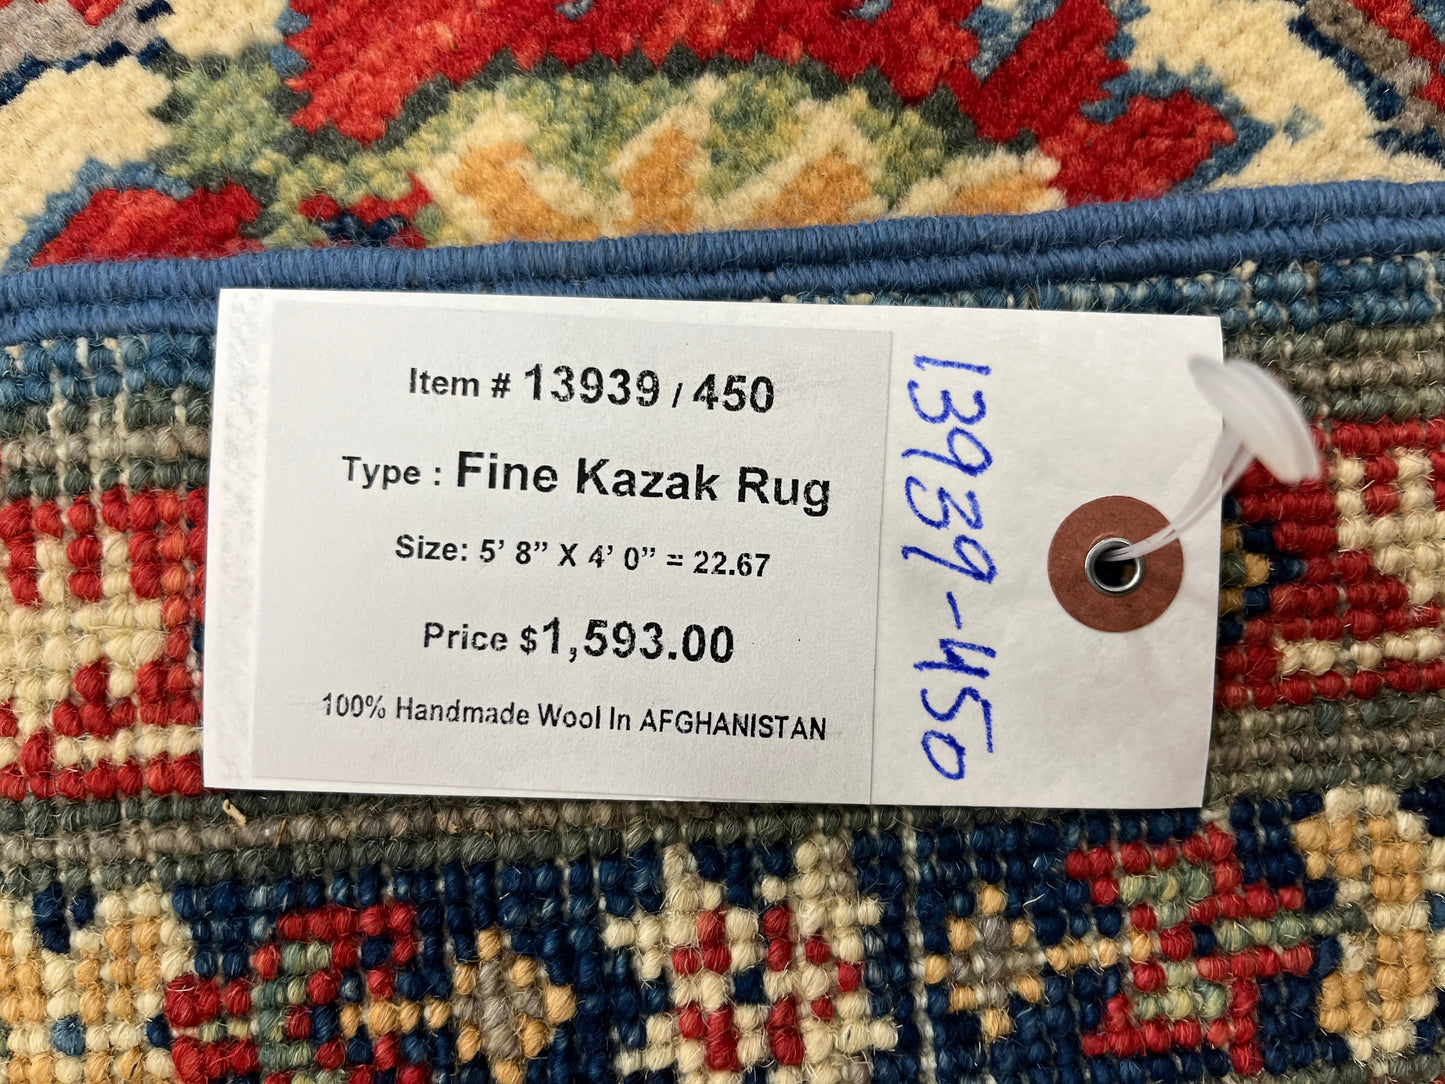 Item # 13939 / 450
Type : Fine Kazak Rug
Size: 5’ 8” X 4’ 0” = 22.67
Price $1,593.00
100% Handmade Wool In AFGHANISTAN
13939-450